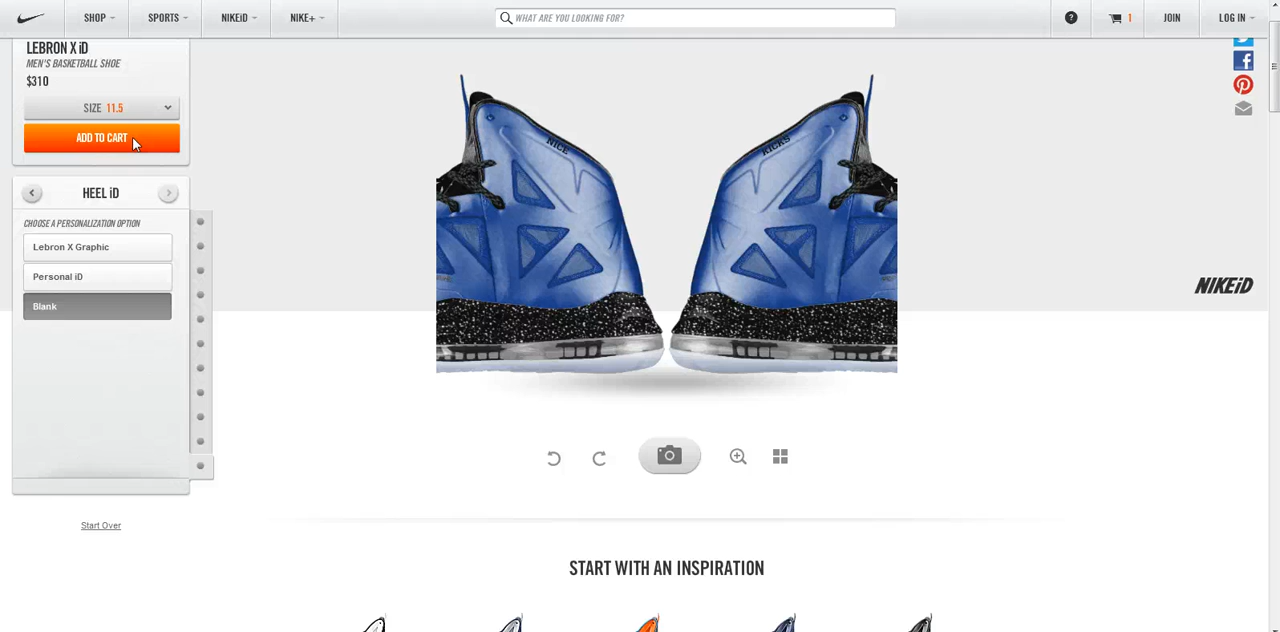 SHOP
SPORTS
NIKEiD
NIKE+
WHAT ARE YOU LOOKING FOR?
?
1
JOIN
LOG IN
LEBRON X iD
MEN'S BASKETBALL SHOE
$310
SIZE 11.5
ADD TO CART
HEEL iD
CHOOSE A PERSONALIZATION OPTION
Lebron X Graphic
Personal iD
Blank
NICE
KICKS
NIKEiD
Start Over
START WITH AN INSPIRATION